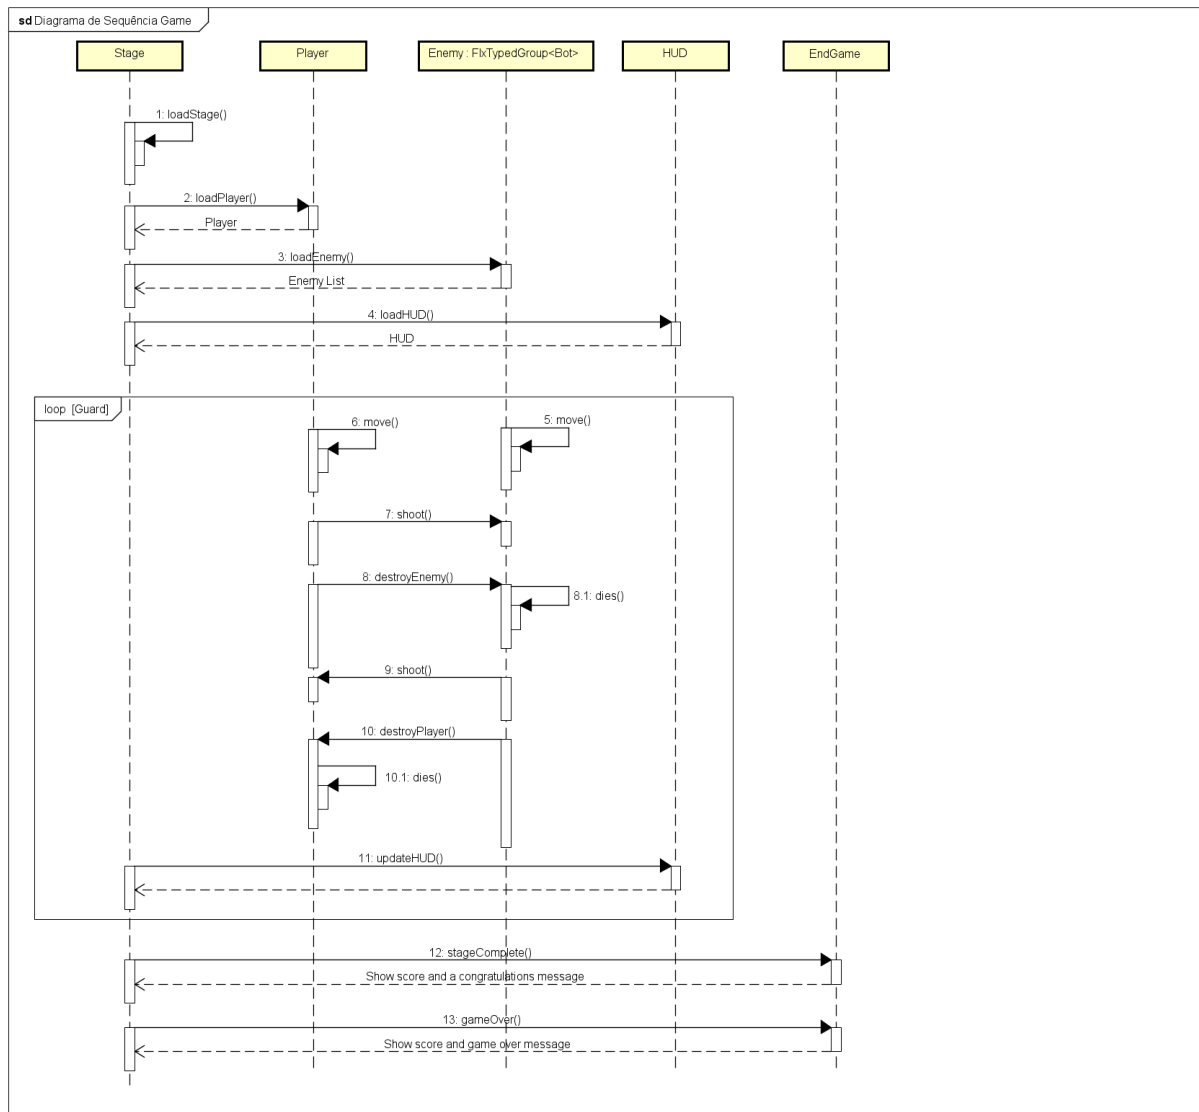 sd Diagrama de Sequência Game
Stage
Player
Enemy : FlxTypedGroup<Bot>
HUD
EndGame
1: loadStage()
2: loadPlayer()
Player
3: loadEnemy()
Enemy List
4: loadHUD()
HUD
loop [Guard]
6: move()
5: move()
7: shoot()
8: destroyEnemy()
8.1: dies()
9: shoot()
10: destroyPlayer()
10.1: dies()
11: updateHUD()
12: stageComplete()
Show score and a congratulations message
13: gameOver()
Show score and game over message